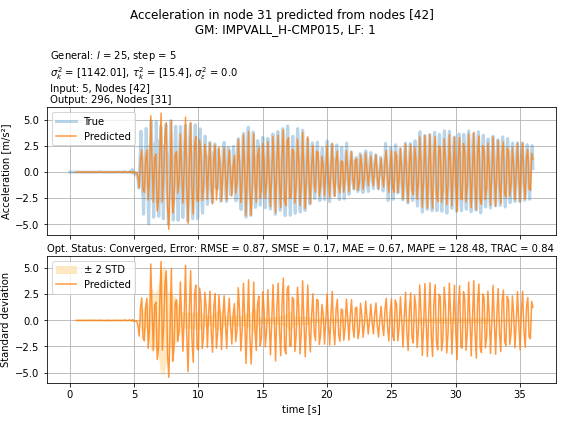 Acceleration in node 31 predicted from nodes [42]
GM: IMPVALL_H-CMP015, LF: 1
General: l = 25, step = 5
σ²ₖ = [1142.01], τ²ₖ = [15.4], σ²ε = 0.0
Input: 5, Nodes [42]
Output: 296, Nodes [31]
Acceleration [m/s²]
5.0
2.5
0.0
−2.5
−5.0
True
Predicted
Opt. Status: Converged, Error: RMSE = 0.87, SMSE = 0.17, MAE = 0.67, MAPE = 128.48, TRAC = 0.84
Standard deviation
5.0
2.5
0.0
−2.5
−5.0
± 2 STD
Predicted
0 5 10 15 20 25 30 35
time [s]